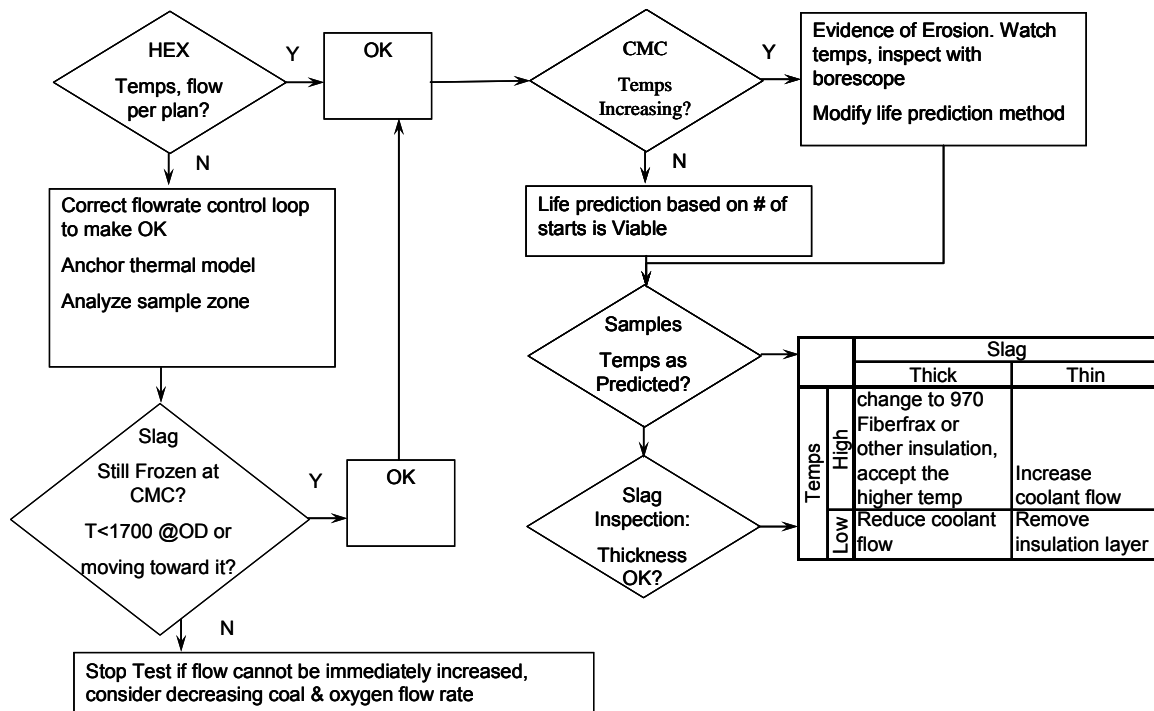 HEX
Temps, flow
per plan?
Y
N
OK
CMC
Temps
Increasing?
Y
N
Evidence of Erosion. Watch
temps, inspect with
borescope
Modify life prediction method
Correct flowrate control loop
to make OK
Anchor thermal model
Analyze sample zone
Life prediction based on # of
starts is Viable
Samples
Temps as
Predicted?
Slag
Still Frozen at
CMC?
T<1700 @OD or
moving toward it?
Y
N
OK
Slag
Inspection:
Thickness
OK?
Slag
Thick
Thin
Temps
High
change to 970
Fiberfrax or
other insulation,
accept the
higher temp
Increase
coolant flow
Low
Reduce coolant
flow
Remove
insulation layer
Stop Test if flow cannot be immediately increased,
consider decreasing coal & oxygen flow rate